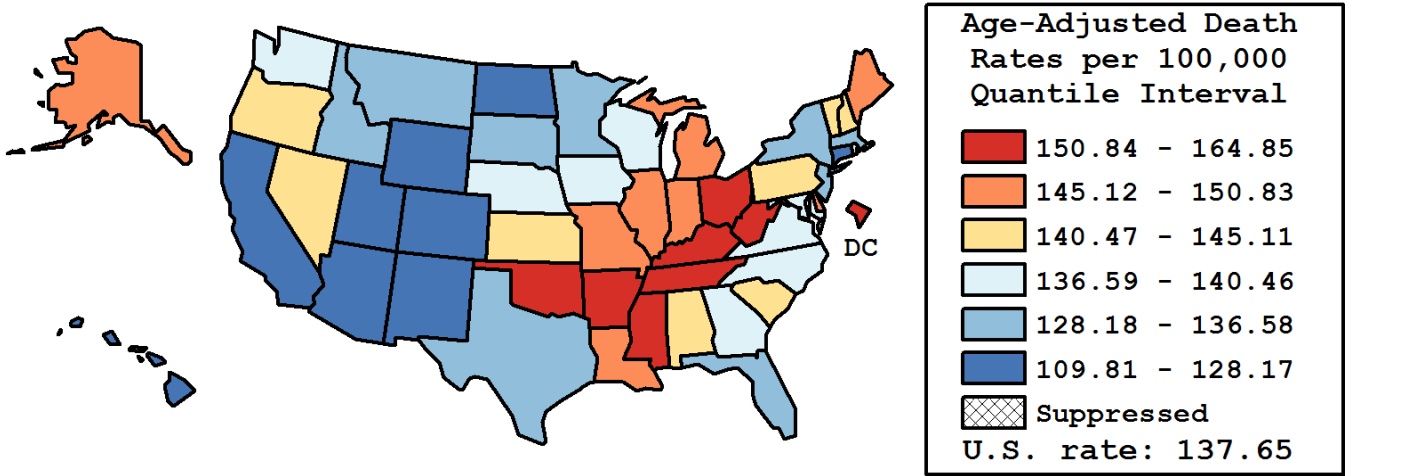 DC
Age-Adjusted Death
Rates per 100,000
Quantile Interval
150.84 - 164.85
145.12 - 150.83
140.47 - 145.11
136.59 - 140.46
128.18 - 136.58
109.81 - 128.17
Suppressed
U.S. rate: 137.65